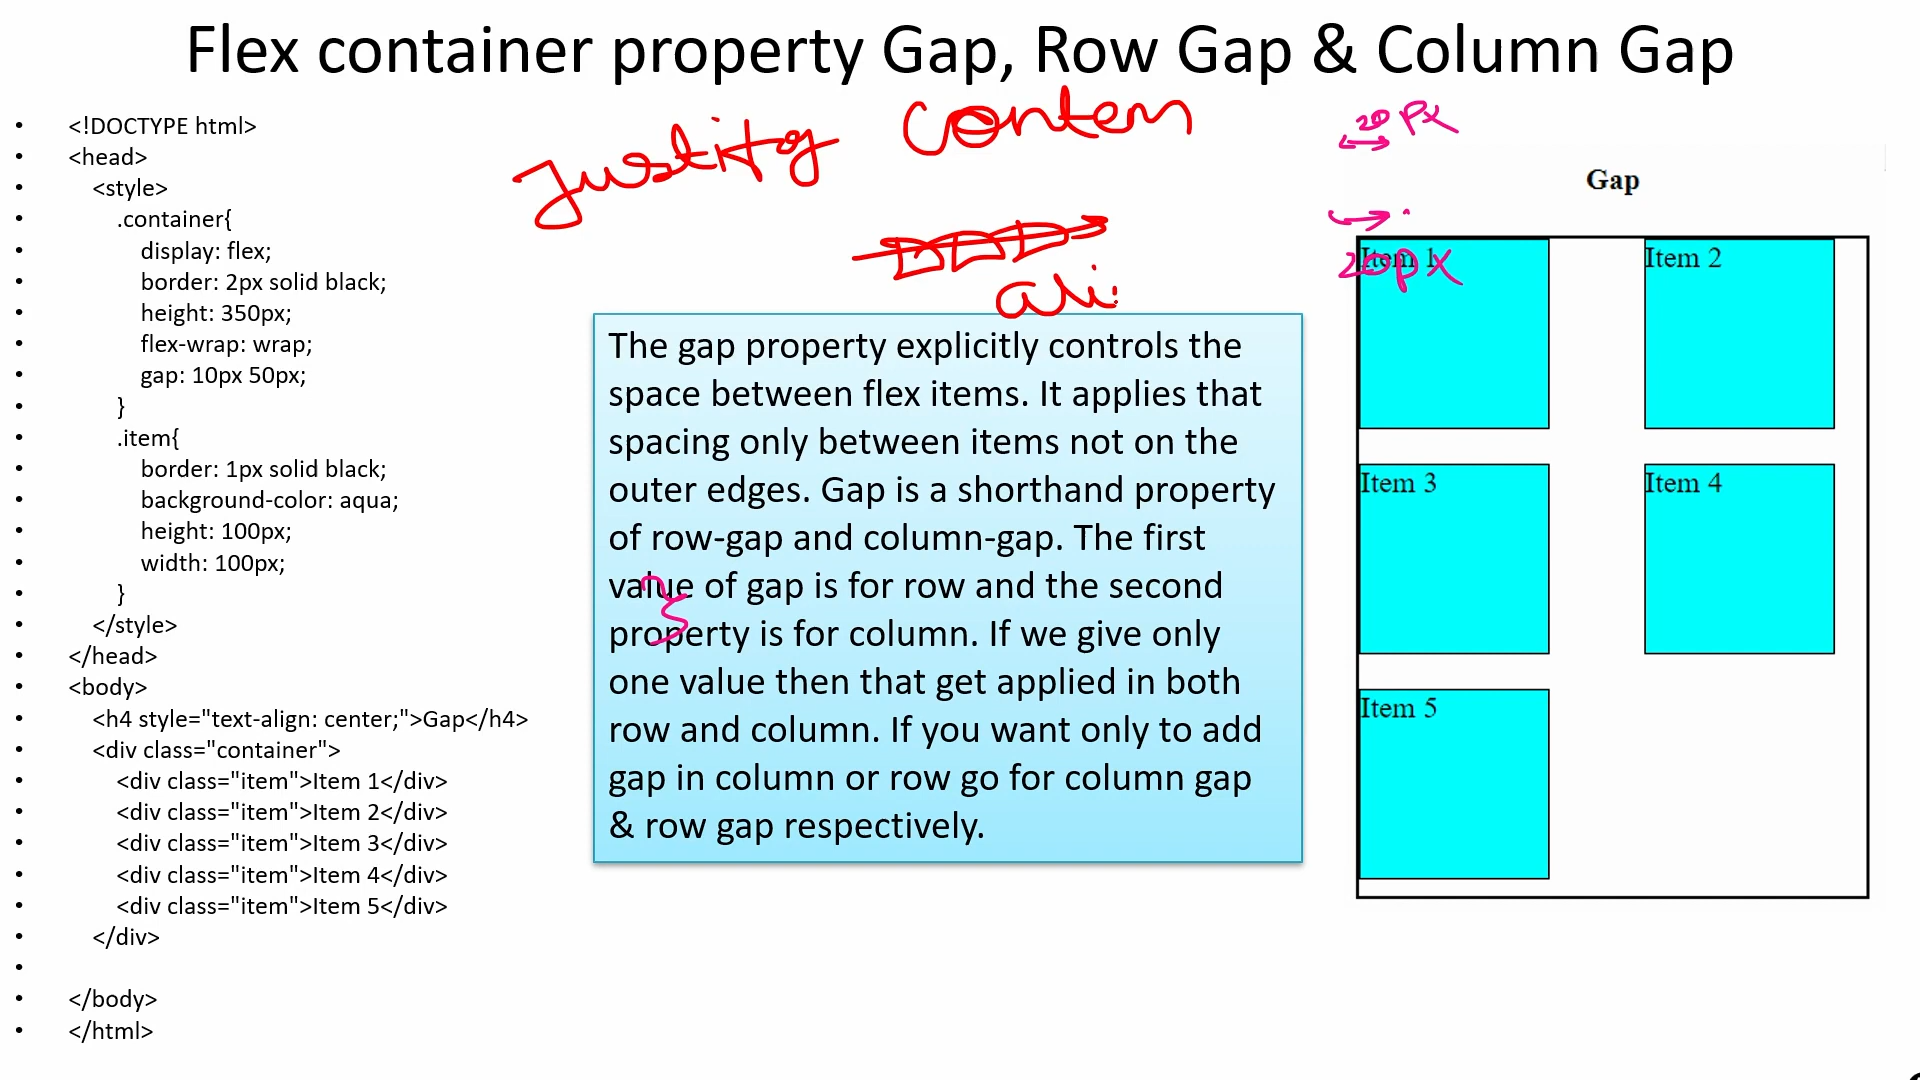 Flex container property Gap, Row Gap & Column Gap
• <!DOCTYPE html>
• <head>
• <style>
• .container{
• display: flex;
• border: 2px solid black;
• height: 350px;
• flex-wrap: wrap;
• gap: 10px 50px;
• }
• .item{
• border: 1px solid black;
• background-color: aqua;
• height: 100px;
• width: 100px;
• }
• </style>
• </head>
• <body>
• <h4 style="text-align: center;">Gap</h4>
• <div class="container">
• <div class="item">Item 1</div>
• <div class="item">Item 2</div>
• <div class="item">Item 3</div>
• <div class="item">Item 4</div>
• <div class="item">Item 5</div>
• </div>
•
• </body>
• </html>
Justify Conten
ali
The gap property explicitly controls the
space between flex items. It applies that
spacing only between items not on the
outer edges. Gap is a shorthand property
of row-gap and column-gap. The first
value of gap is for row and the second
property is for column. If we give only
one value then that get applied in both
row and column. If you want only to add
gap in column or row go for column gap
& row gap respectively.
20 px
Gap
Item 1
20px
Item 2
Item 3
Item 4
Item 5